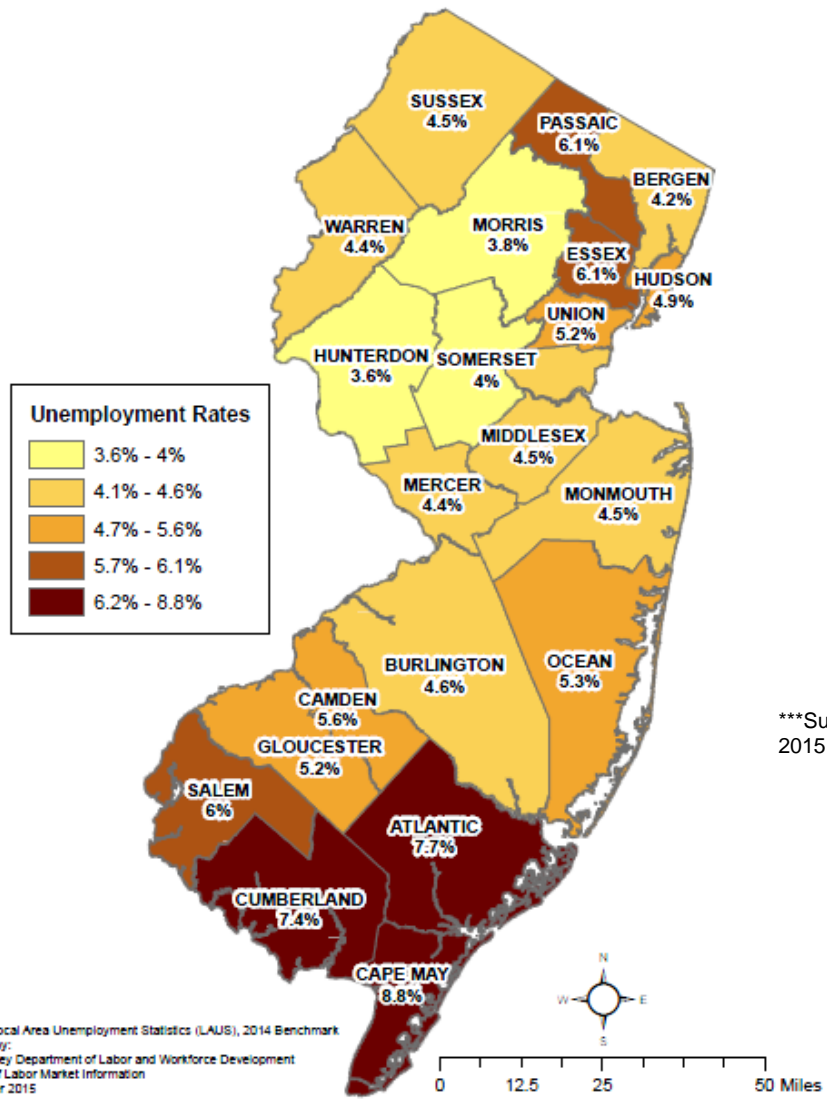 SUSSEX
4.5%
PASSAIC
6.1%
BERGEN
4.2%
WARREN
4.4%
MORRIS
3.8%
ESSEX
6.1%
HUDSON
4.9%
UNION
5.2%
HUNTERDON
3.6%
SOMERSET
4%
Unemployment Rates
3.6% - 4%
4.1% - 4.6%
4.7% - 5.6%
5.7% - 6.1%
6.2% - 8.8%
MIDDLESEX
4.5%
MERCER
4.4%
MONMOUTH
4.5%
BURLINGTON
4.6%
OCEAN
5.3%
CAMDEN
5.6%
GLOUCESTER
5.2%
***Su
2015
SALEM
6%
ATLANTIC
7.7%
CUMBERLAND
7.4%
CAPE MAY
8.8%
N
W E
S
ocal Area Unemployment Statistics (LAUS), 2014 Benchmark
y:
ey Department of Labor and Workforce Development
f Labor Market Information
r 2015
0 12.5 25 50 Miles